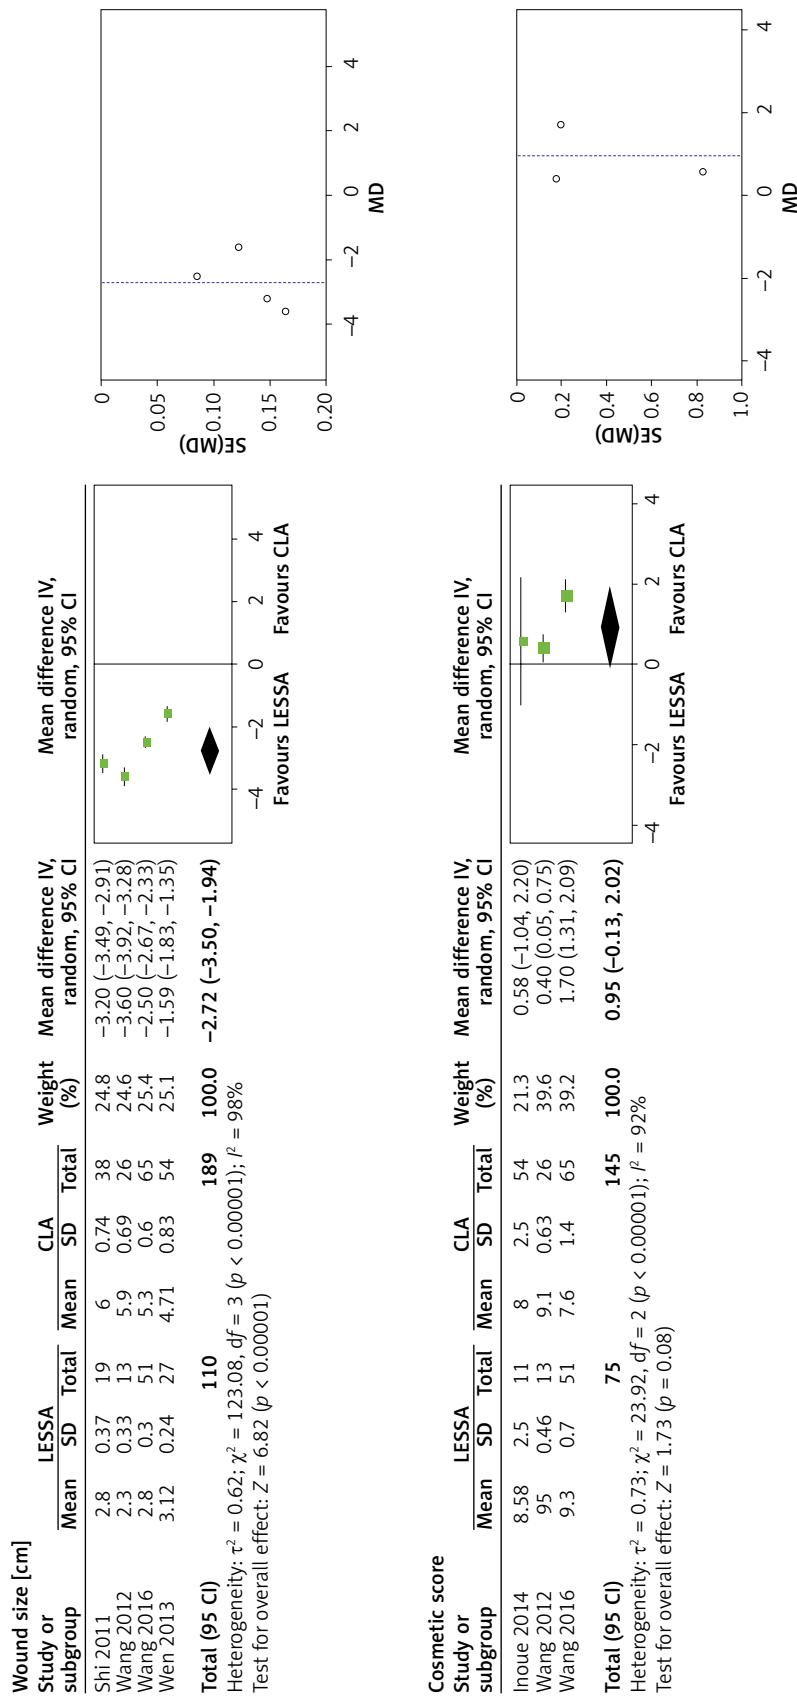 Wound size [cm]
Study or subgroup LESSA CLA Weight (%) Mean difference IV, random, 95% CI Mean difference IV, random, 95% CI
Mean SD Total Mean SD Total
Shi 2011 2.8 0.37 19 6 0.74 38 24.8 −3.20 (−3.49, −2.91)
Wang 2012 2.3 0.33 13 5.9 0.69 26 24.6 −3.60 (−3.92, −3.28)
Wang 2016 2.8 0.3 51 5.3 0.6 65 25.4 −2.50 (−2.67, −2.33)
Wen 2013 3.12 0.24 27 4.71 0.83 54 25.1 −1.59 (−1.83, −1.35)
Total (95 CI) 110 189 100.0 −2.72 (−3.50, −1.94)
Heterogeneity: τ² = 0.62; χ² = 123.08, df = 3 (p < 0.00001); I² = 98%
Test for overall effect: Z = 6.82 (p < 0.00001)
−4 −2 0 2 4
Favours LESSA Favours CLA
SE(MD)
0
0.05
0.10
0.15
0.20
−4 −2 0 2 4
MD
Cosmetic score
Study or subgroup LESSA CLA Weight (%) Mean difference IV, random, 95% CI Mean difference IV, random, 95% CI
Mean SD Total Mean SD Total
Inoue 2014 8.58 2.5 11 8 2.5 54 21.3 0.58 (−1.04, 2.20)
Wang 2012 95 0.46 13 9.1 0.63 26 39.6 0.40 (0.05, 0.75)
Wang 2016 9.3 0.7 51 7.6 1.4 65 39.2 1.70 (1.31, 2.09)
Total (95 CI) 75 145 100.0 0.95 (−0.13, 2.02)
Heterogeneity: τ² = 0.73; χ² = 23.92, df = 2 (p < 0.00001); I² = 92%
Test for overall effect: Z = 1.73 (p = 0.08)
−4 −2 0 2 4
Favours LESSA Favours CLA
SE(MD)
0
0.2
0.4
0.6
0.8
1.0
−4 −2 0 2 4
MD